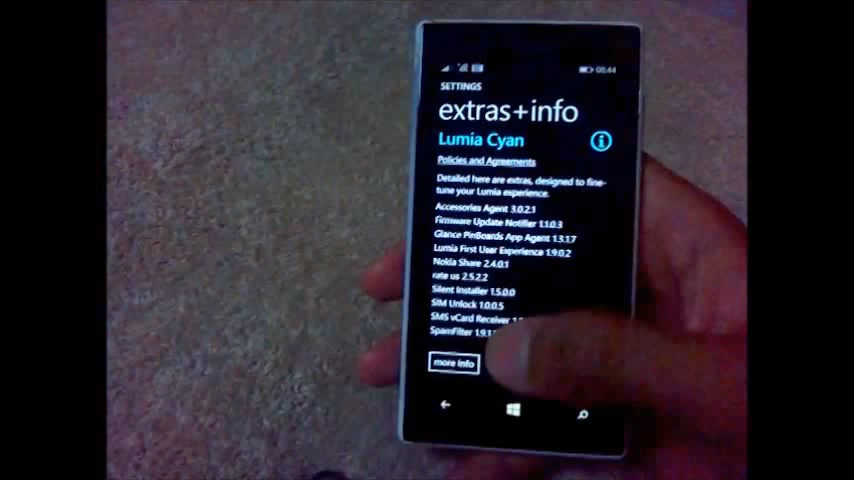 08:44
SETTINGS
extras+info
Lumia Cyan
Policies and Agreements
Detailed here are extras, designed to fine-
tune your Lumia experience.
Accessories Agent 3.0.2.1
Firmware Update Notifier 1.1.0.3
Glance PinBoards App Agent 1.3.1.7
Lumia First User Experience 1.9.0.2
Nokia Share 2.4.0.1
rate us 2.5.2.2
Silent Installer 1.5.0.0
SIM Unlock 1.0.0.5
SMS vCard Receiver
SpamFilter
more info